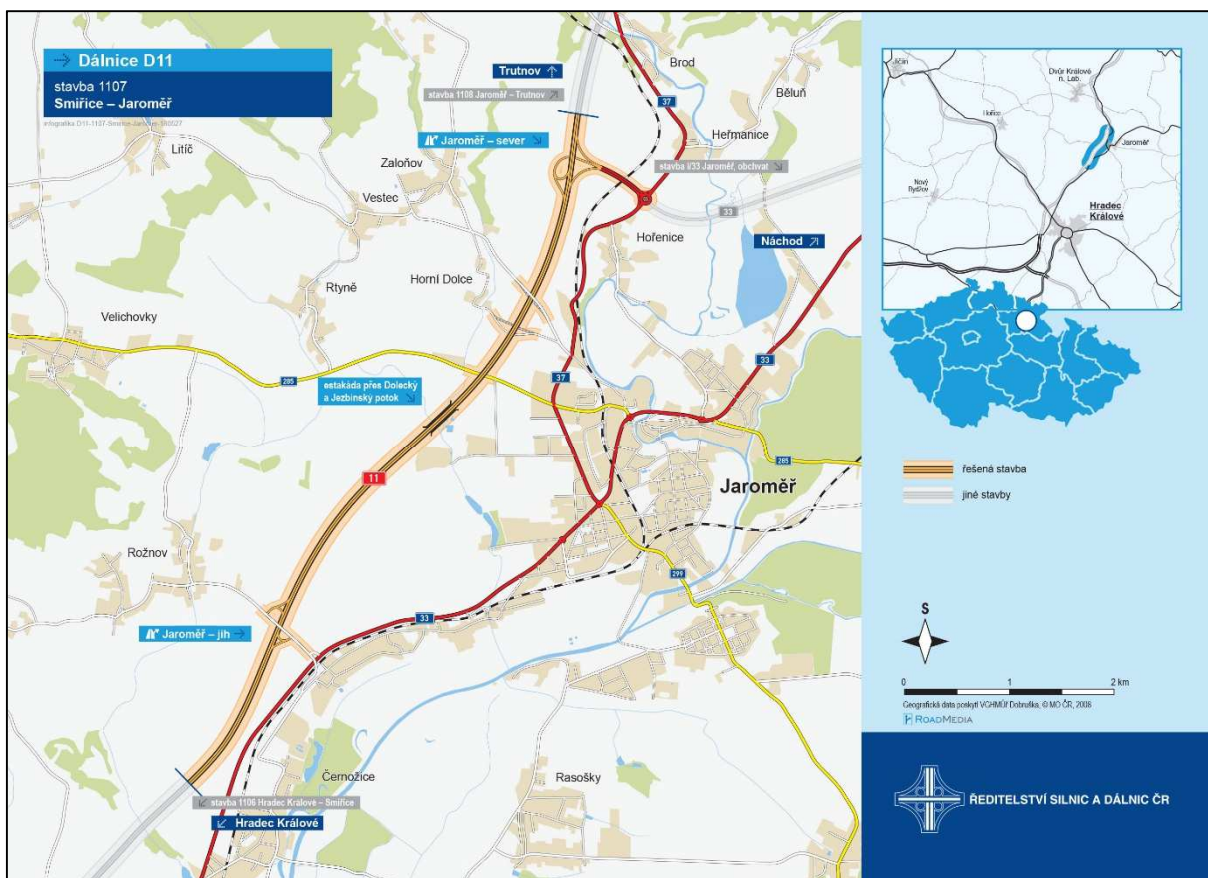 Dálnice D11
stavba 1107
Smiřice – Jaroměř
Litíč
Trutnov
stavba 1108 Jaroměř – Trutnov
Jaroměř – sever
Zaloňov
Vestec
Brod
Běluň
37
Heřmanice
stavba I/33 Jaroměř, obchvat
33
Hořenice
Náchod
Horní Dolce
Rtyně
Velichovky
285
estakáda přes Dolecký
a Jezbinský potok
37
33
285
11
Jaroměř
Rožnov
299
33
Jaroměř – jih
Černožice
Rasošky
stavba 1106 Hradec Králové – Smiřice
Hradec Králové
Jičín
Dvůr Králové
n. Lab.
Hořice
Jaroměř
Nový
Bydžov
Hradec
Králové
řešená stavba
jiné stavby
S
0 1 2 km
Geografická data poskytl VGHMÚř Dobruška, © MO ČR, 2008
ROADMEDIA
ŘEDITELSTVÍ SILNIC A DÁLNIC ČR